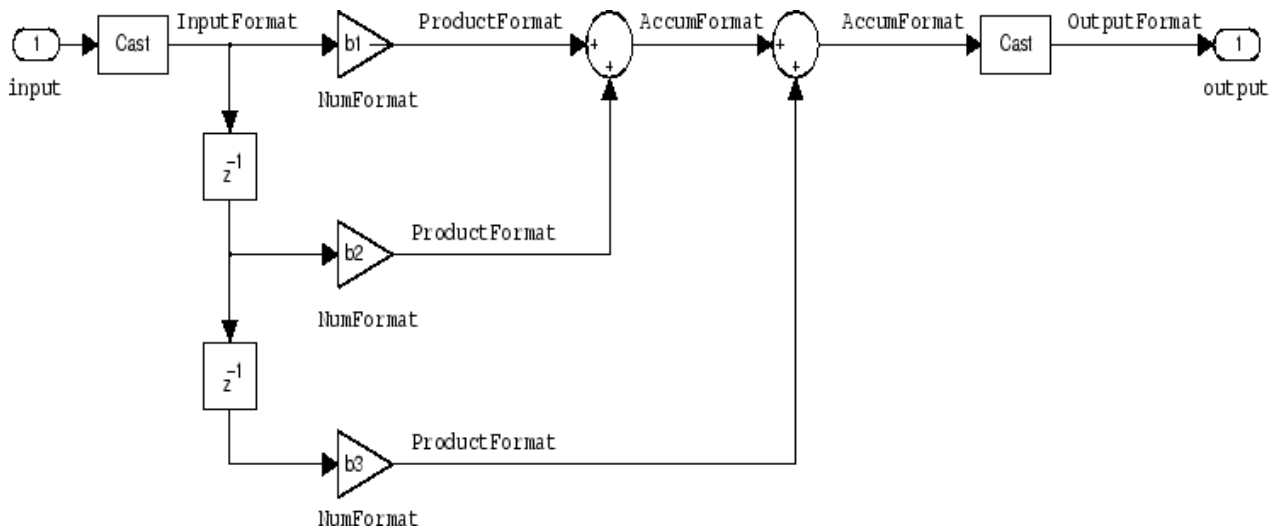 InputFormat ProductFormat AccumFormat AccumFormat OutputFormat
1 Cast b1 + + Cast 1
+ +
input NumFormat output
z⁻¹
ProductFormat
b2
NumFormat
z⁻¹
ProductFormat
b3
NumFormat